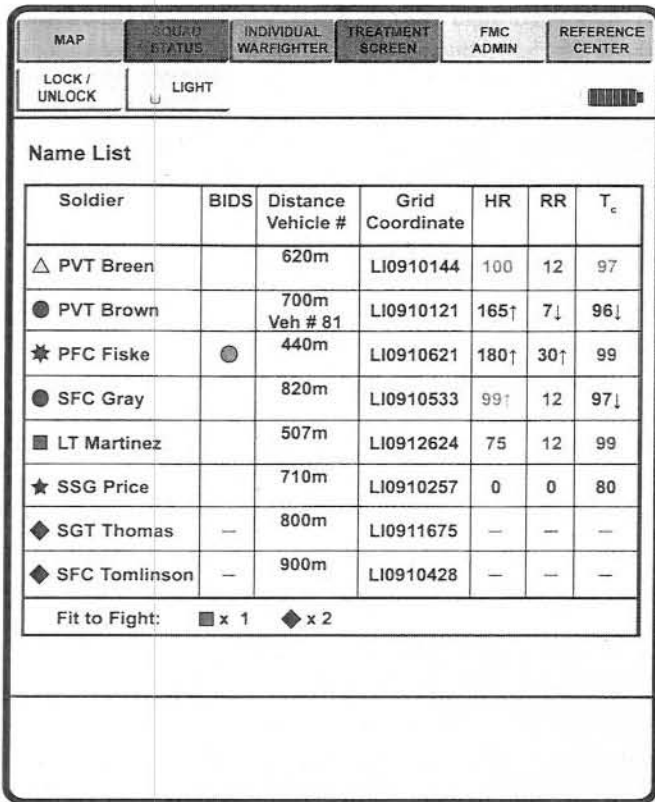 MAP SQUAD STATUS INDIVIDUAL WARFIGHTER TREATMENT SCREEN FMC ADMIN REFERENCE CENTER
LOCK / UNLOCK LIGHT
Name List
Soldier BIDS Distance Vehicle # Grid Coordinate HR RR Tc
PVT Breen 620m LI0910144 100 12 97
PVT Brown 700m Veh # 81 LI0910121 165↑ 7↓ 96↓
PFC Fiske 440m LI0910621 180↑ 30↑ 99
SFC Gray 820m LI0910533 99↑ 12 97↓
LT Martinez 507m LI0912624 75 12 99
SSG Price 710m LI0910257 0 0 80
SGT Thomas — 800m LI0911675 — — —
SFC Tomlinson — 900m LI0910428 — — —
Fit to Fight: x 1 x 2